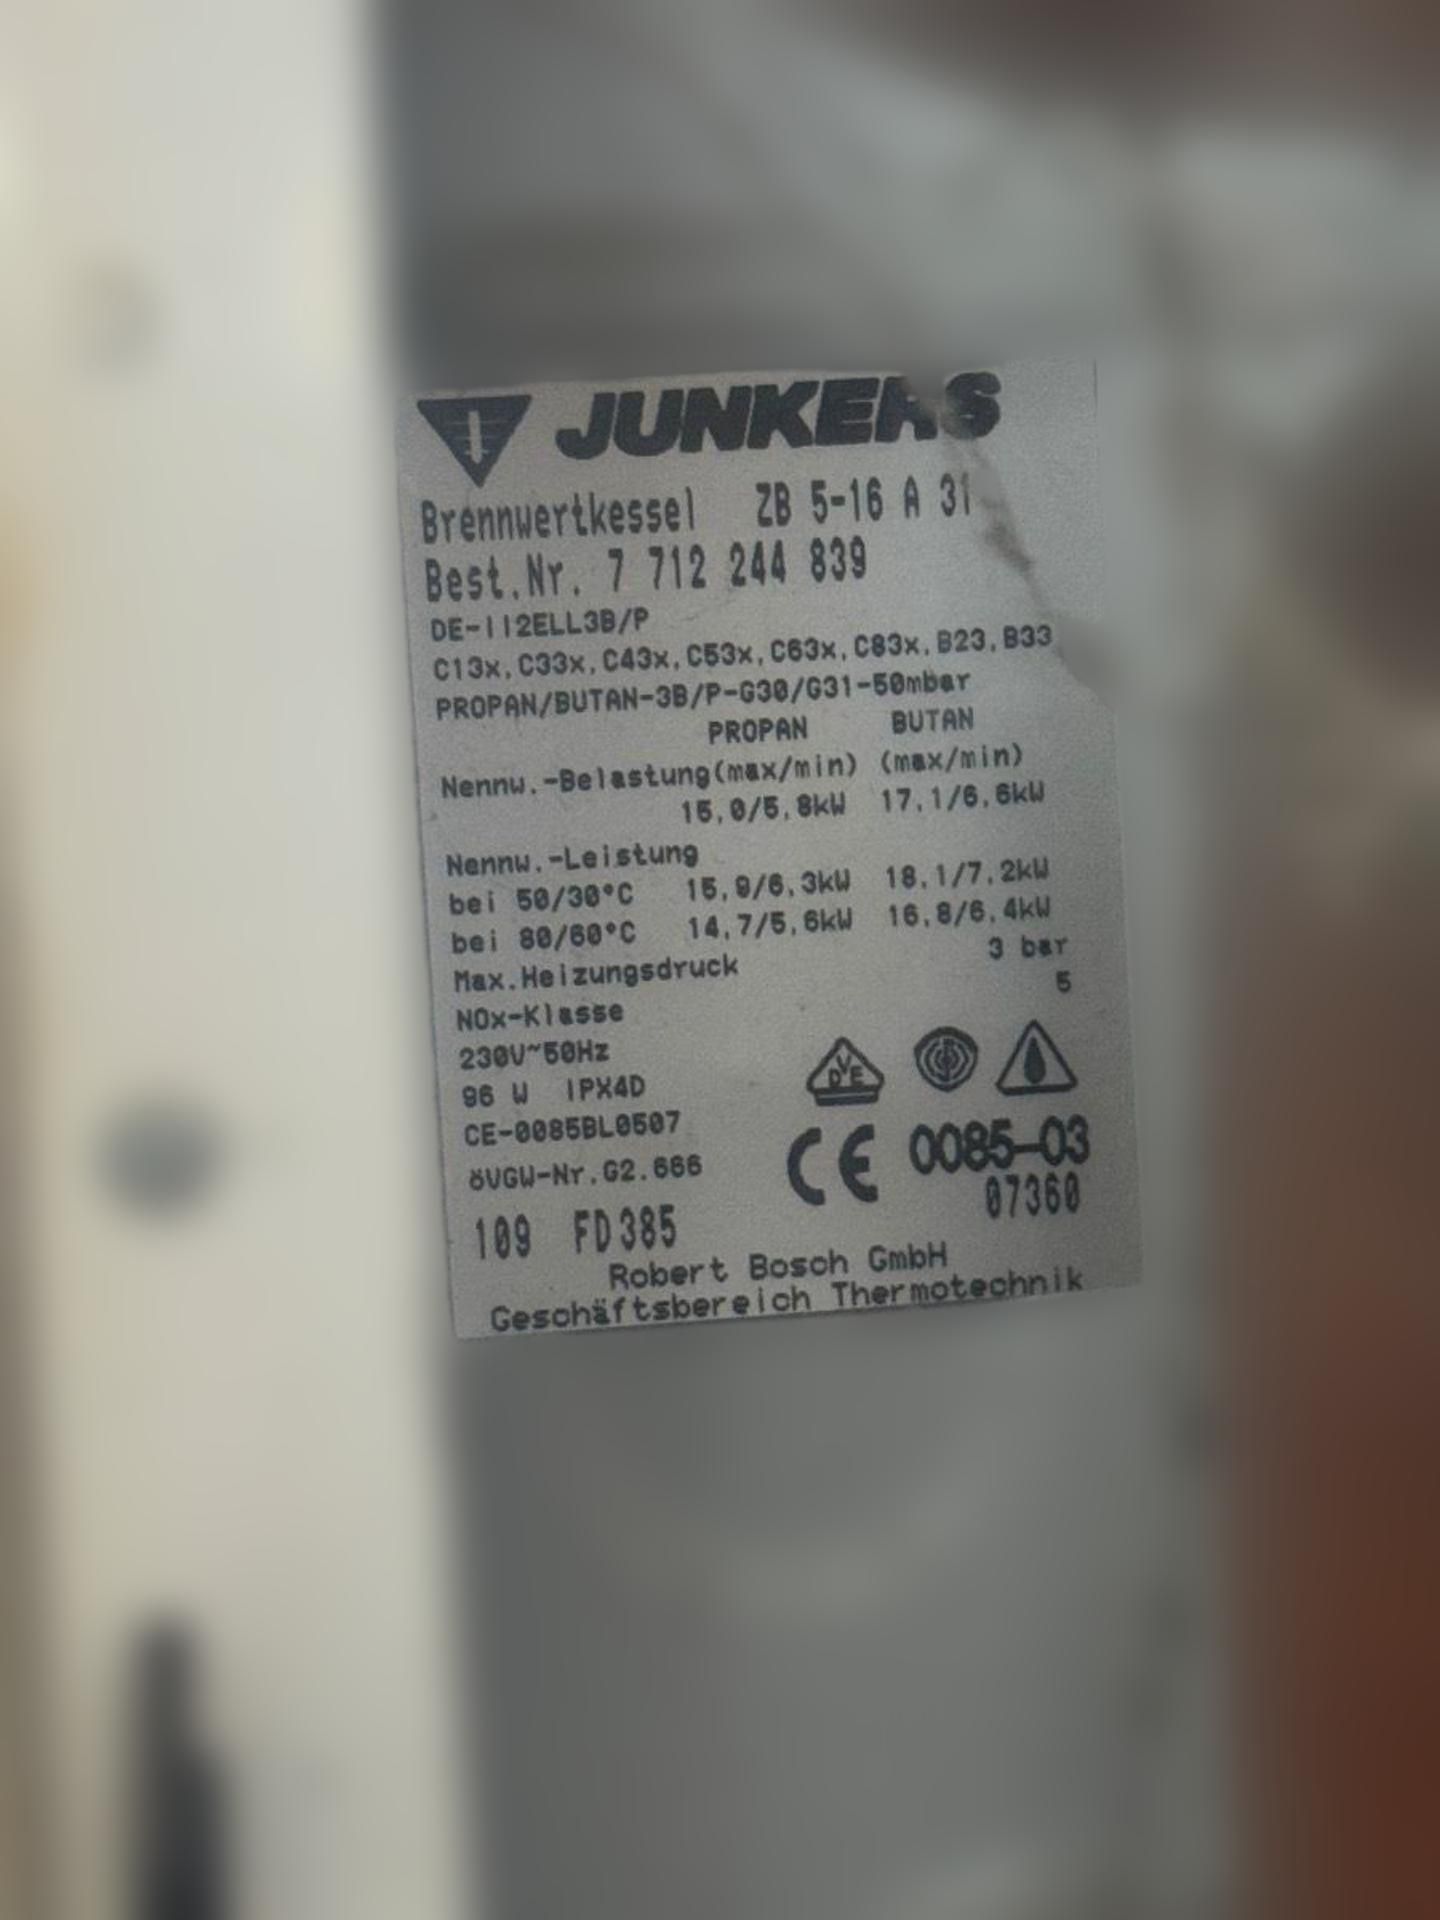 JUNKERS
Brennwertkessel ZB 5-16 A 31
Best.Nr. 7 712 244 839
DE-II2ELL3B/P
C13x,C33x,C43x,C53x,C63x,C83x,B23,B33
PROPAN/BUTAN-3B/P-G30/G31-50mbar
PROPAN BUTAN
Nennw.-Belastung(max/min) (max/min)
15,0/5,8kW 17,1/6,6kW
Nennw.-Leistung
bei 50/30°C 15,9/6,3kW 18,1/7,2kW
bei 80/60°C 14,7/5,6kW 16,8/6,4kW
Max.Heizungsdruck 3 bar
NOx-Klasse 5
230V~50Hz
96 W IPX4D
DVE
CE-0085BL0507
CE 0085-03
öVGW-Nr.G2.666
07360
109 FD385
Robert Bosch GmbH
Geschäftsbereich Thermotechnik